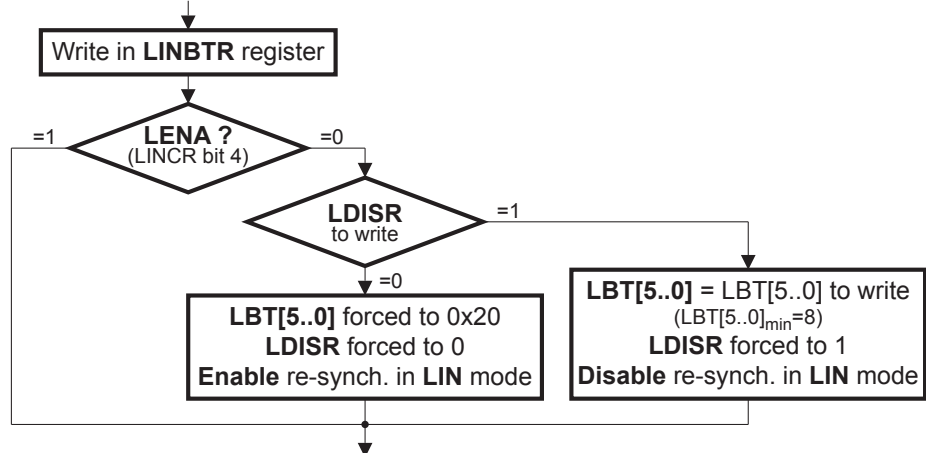 Write in LINBTR register
=1
LENA ?
(LINCR bit 4)
=0
LDISR
to write
=1
=0
LBT[5..0] forced to 0x20
LDISR forced to 0
Enable re-synch. in LIN mode
LBT[5..0] = LBT[5..0] to write
(LBT[5..0]min=8)
LDISR forced to 1
Disable re-synch. in LIN mode